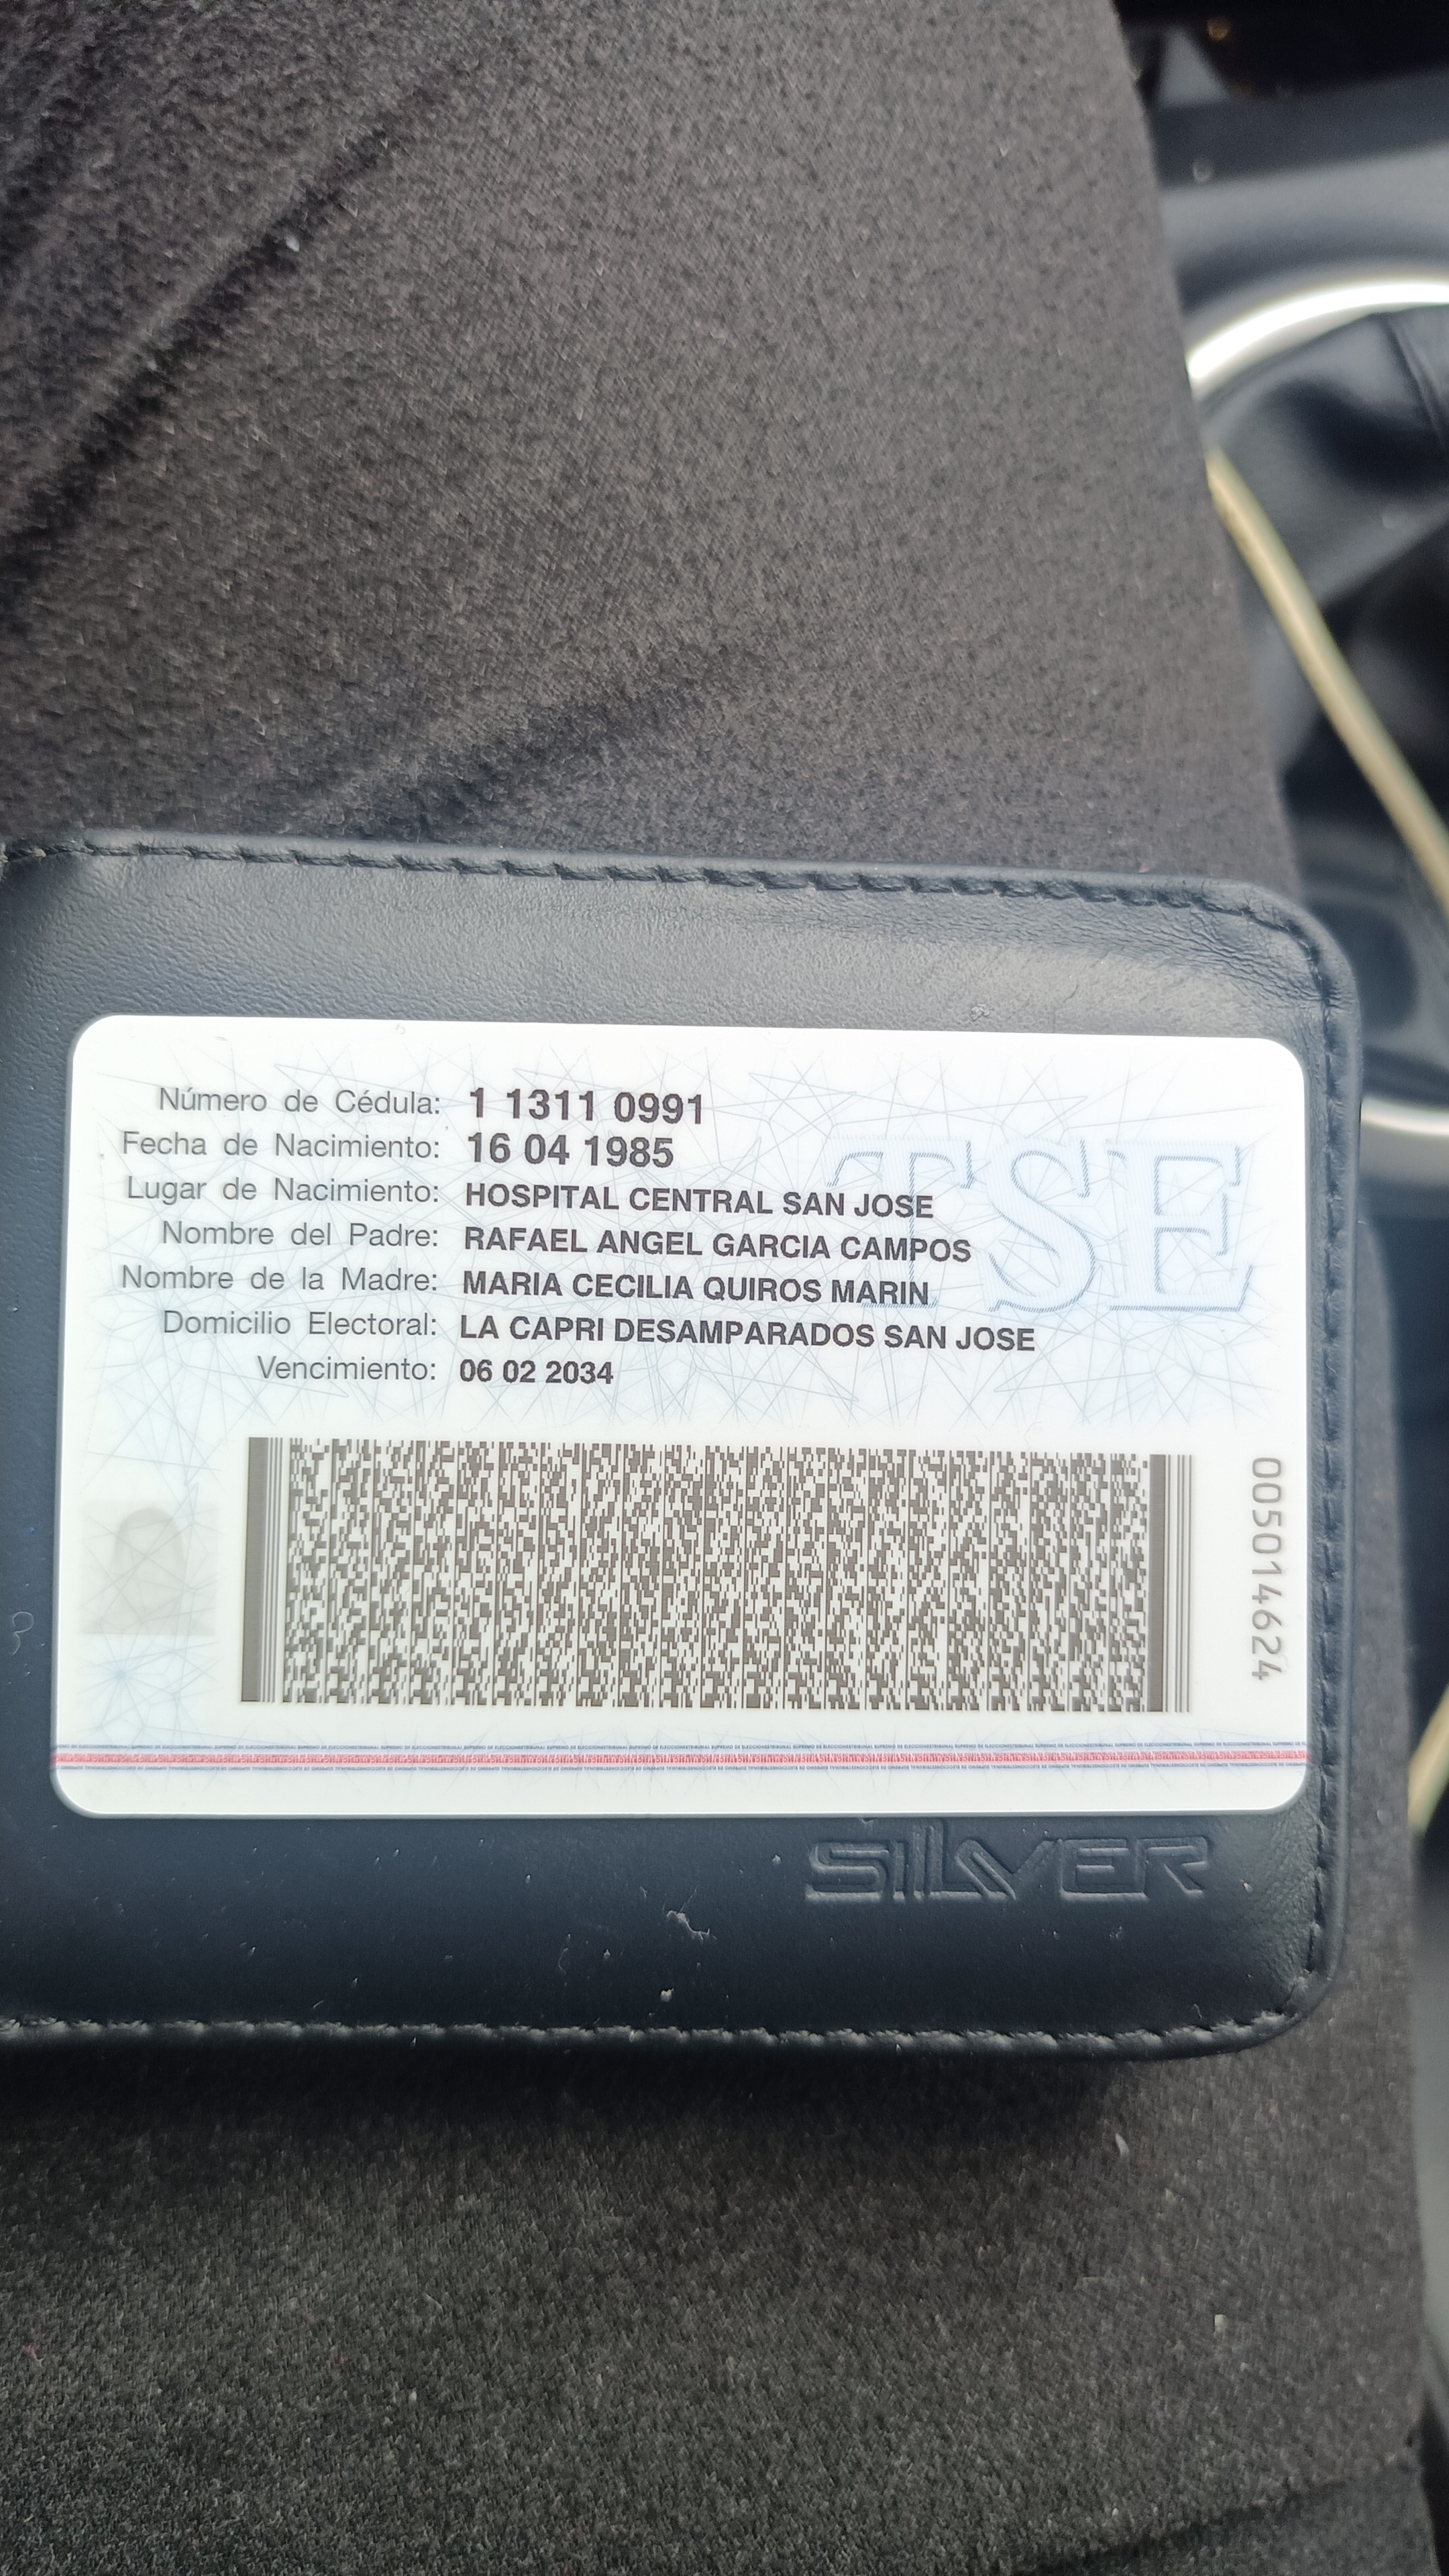 Número de Cédula: 1 1311 0991
Fecha de Nacimiento: 16 04 1985
Lugar de Nacimiento: HOSPITAL CENTRAL SAN JOSE
Nombre del Padre: RAFAEL ANGEL GARCIA CAMPOS
Nombre de la Madre: MARIA CECILIA QUIROS MARIN
Domicilio Electoral: LA CAPRI DESAMPARADOS SAN JOSE
Vencimiento: 06 02 2034
TSE
005014624
SILVER